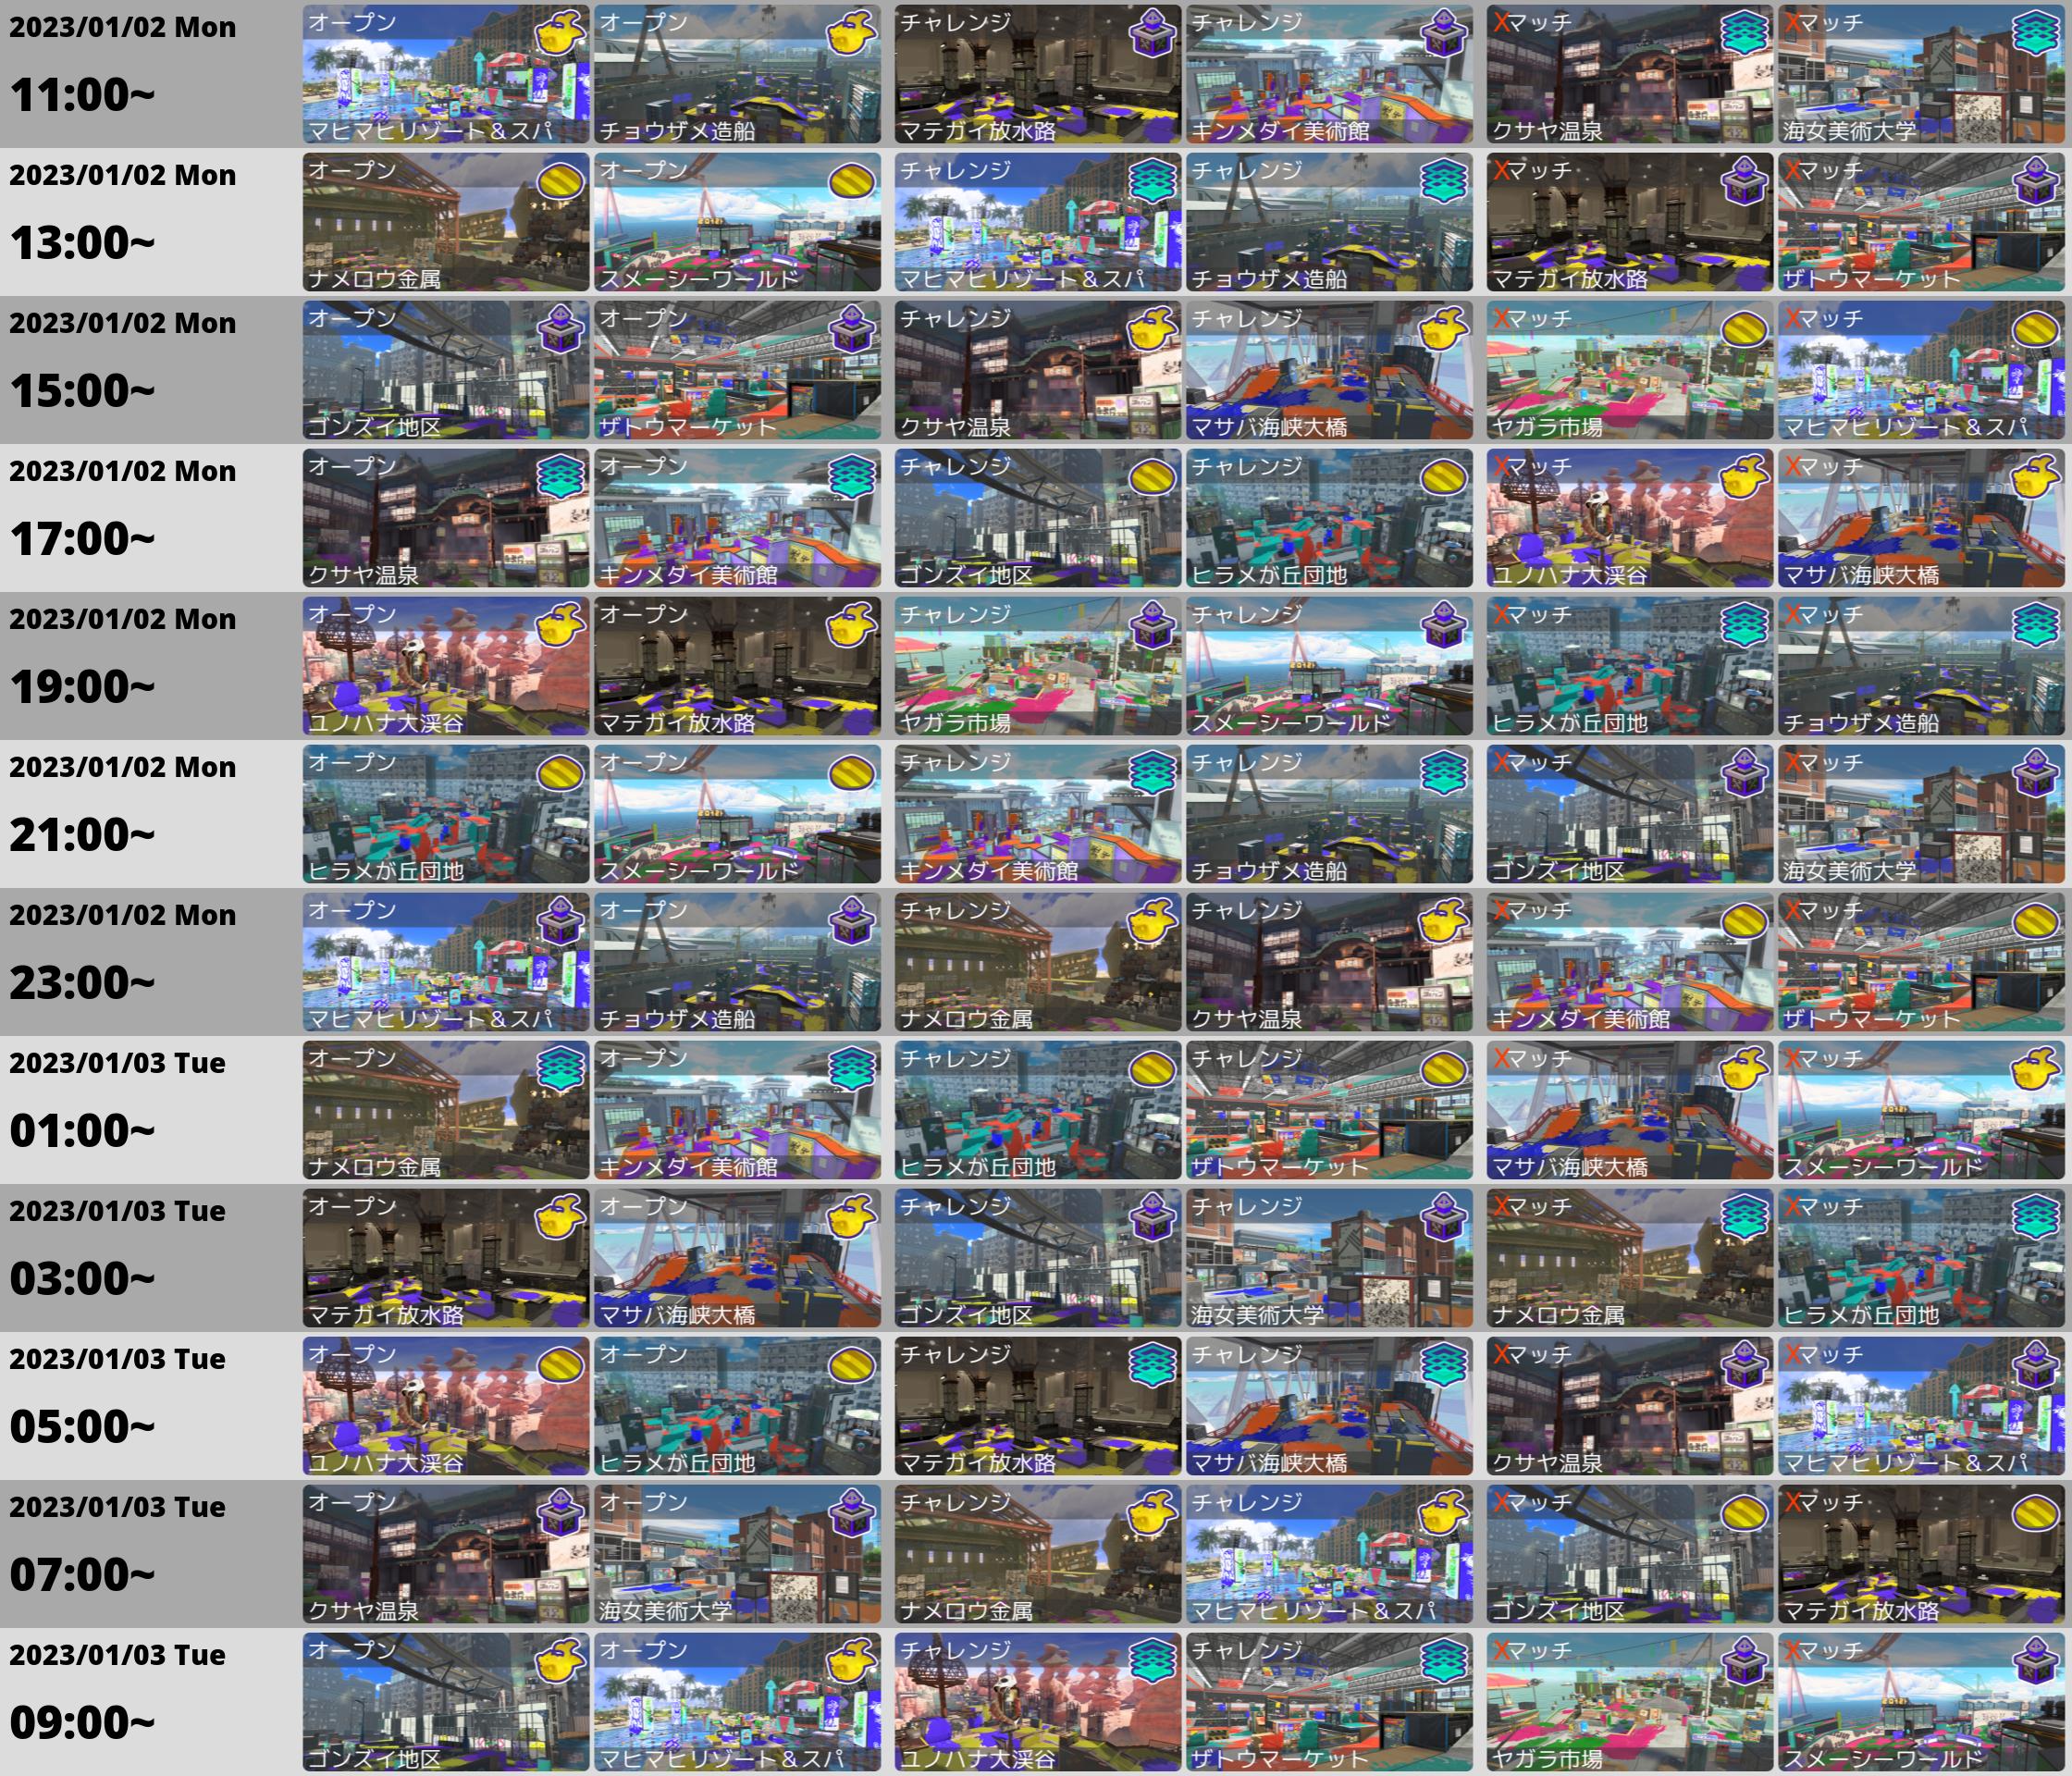 2023/01/02 Mon
11:00~
オープン オープン チャレンジ チャレンジ Xマッチ Xマッチ
マヒマヒリゾート＆スパ チョウザメ造船 マテガイ放水路 キンメダイ美術館 クサヤ温泉 海女美術大学
2023/01/02 Mon
13:00~
オープン オープン チャレンジ チャレンジ Xマッチ Xマッチ
ナメロウ金属 スメーシーワールド マヒマヒリゾート＆スパ チョウザメ造船 マテガイ放水路 ザトウマーケット
2023/01/02 Mon
15:00~
オープン オープン チャレンジ チャレンジ Xマッチ Xマッチ
ゴンズイ地区 ザトウマーケット クサヤ温泉 マサバ海峡大橋 ヤガラ市場 マヒマヒリゾート＆スパ
2023/01/02 Mon
17:00~
オープン オープン チャレンジ チャレンジ Xマッチ Xマッチ
クサヤ温泉 キンメダイ美術館 ゴンズイ地区 ヒラメが丘団地 ユノハナ大渓谷 マサバ海峡大橋
2023/01/02 Mon
19:00~
オープン オープン チャレンジ チャレンジ Xマッチ Xマッチ
ユノハナ大渓谷 マテガイ放水路 ヤガラ市場 スメーシーワールド ヒラメが丘団地 チョウザメ造船
2023/01/02 Mon
21:00~
オープン オープン チャレンジ チャレンジ Xマッチ Xマッチ
ヒラメが丘団地 スメーシーワールド キンメダイ美術館 チョウザメ造船 ゴンズイ地区 海女美術大学
2023/01/02 Mon
23:00~
オープン オープン チャレンジ チャレンジ Xマッチ Xマッチ
マヒマヒリゾート＆スパ チョウザメ造船 ナメロウ金属 クサヤ温泉 キンメダイ美術館 ザトウマーケット
2023/01/03 Tue
01:00~
オープン オープン チャレンジ チャレンジ Xマッチ Xマッチ
ナメロウ金属 キンメダイ美術館 ヒラメが丘団地 ザトウマーケット マサバ海峡大橋 スメーシーワールド
2023/01/03 Tue
03:00~
オープン オープン チャレンジ チャレンジ Xマッチ Xマッチ
マテガイ放水路 マサバ海峡大橋 ゴンズイ地区 海女美術大学 ナメロウ金属 ヒラメが丘団地
2023/01/03 Tue
05:00~
オープン オープン チャレンジ チャレンジ Xマッチ Xマッチ
ユノハナ大渓谷 ヒラメが丘団地 マテガイ放水路 マサバ海峡大橋 クサヤ温泉 マヒマヒリゾート＆スパ
2023/01/03 Tue
07:00~
オープン オープン チャレンジ チャレンジ Xマッチ Xマッチ
クサヤ温泉 海女美術大学 ナメロウ金属 マヒマヒリゾート＆スパ ゴンズイ地区 マテガイ放水路
2023/01/03 Tue
09:00~
オープン オープン チャレンジ チャレンジ Xマッチ Xマッチ
ゴンズイ地区 マヒマヒリゾート＆スパ ユノハナ大渓谷 ザトウマーケット ヤガラ市場 スメーシーワールド